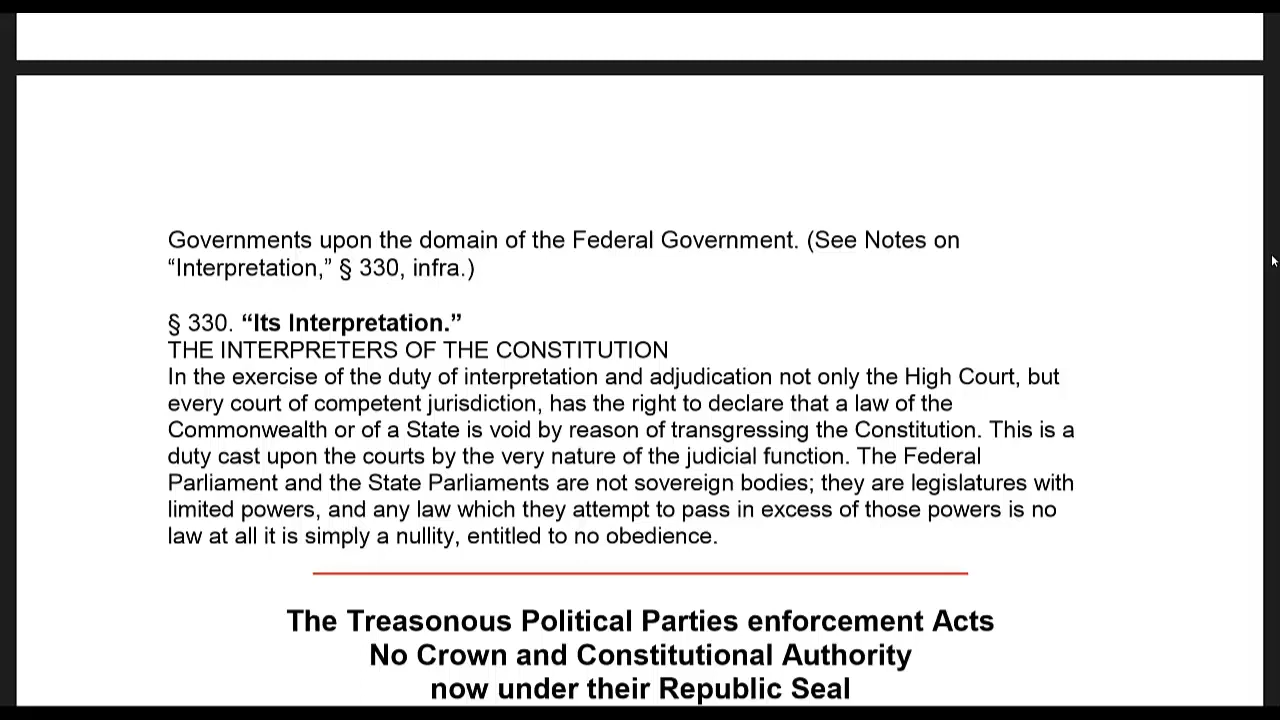 Governments upon the domain of the Federal Government. (See Notes on
“Interpretation,” § 330, infra.)
§ 330. “Its Interpretation.”
THE INTERPRETERS OF THE CONSTITUTION
In the exercise of the duty of interpretation and adjudication not only the High Court, but
every court of competent jurisdiction, has the right to declare that a law of the
Commonwealth or of a State is void by reason of transgressing the Constitution. This is a
duty cast upon the courts by the very nature of the judicial function. The Federal
Parliament and the State Parliaments are not sovereign bodies; they are legislatures with
limited powers, and any law which they attempt to pass in excess of those powers is no
law at all it is simply a nullity, entitled to no obedience.
The Treasonous Political Parties enforcement Acts
No Crown and Constitutional Authority
now under their Republic Seal